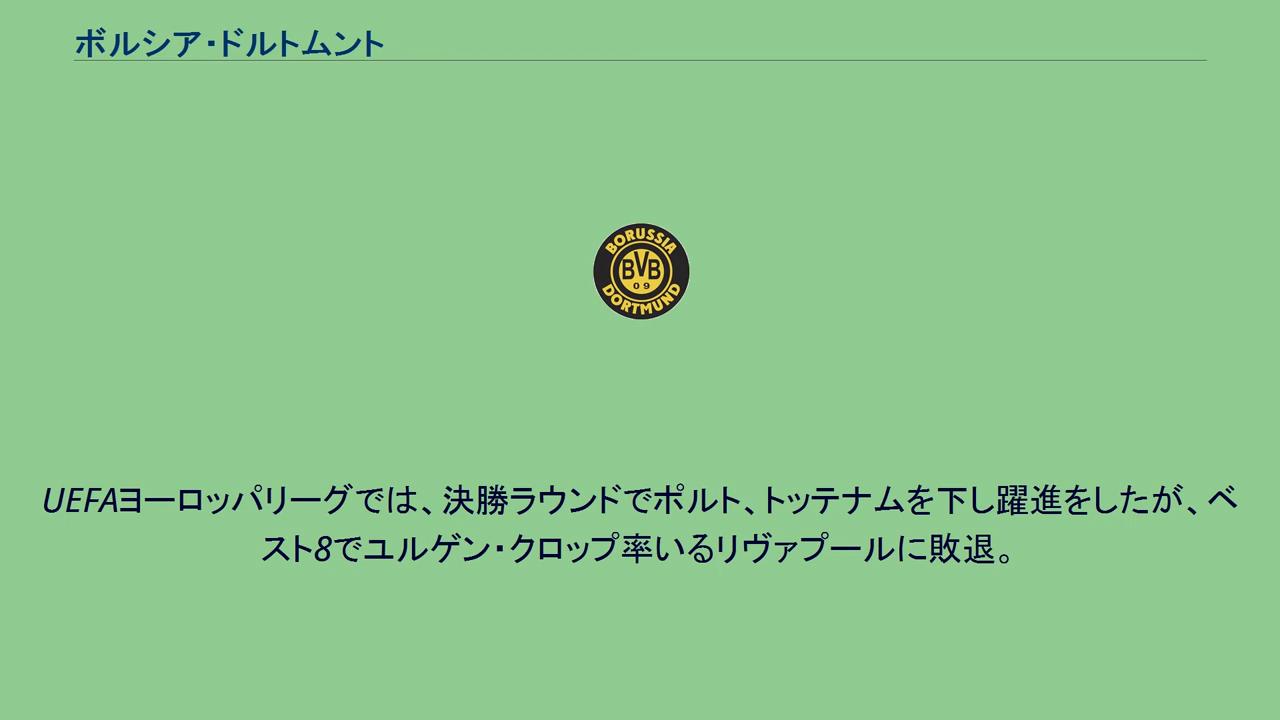 ボルシア・ドルトムント
BORUSSIA
BVB
09
DORTMUND
UEFAヨーロッパリーグでは、決勝ラウンドでポルト、トッテナムを下し躍進をしたが、ベ
スト8でユルゲン・クロップ率いるリヴァプールに敗退。